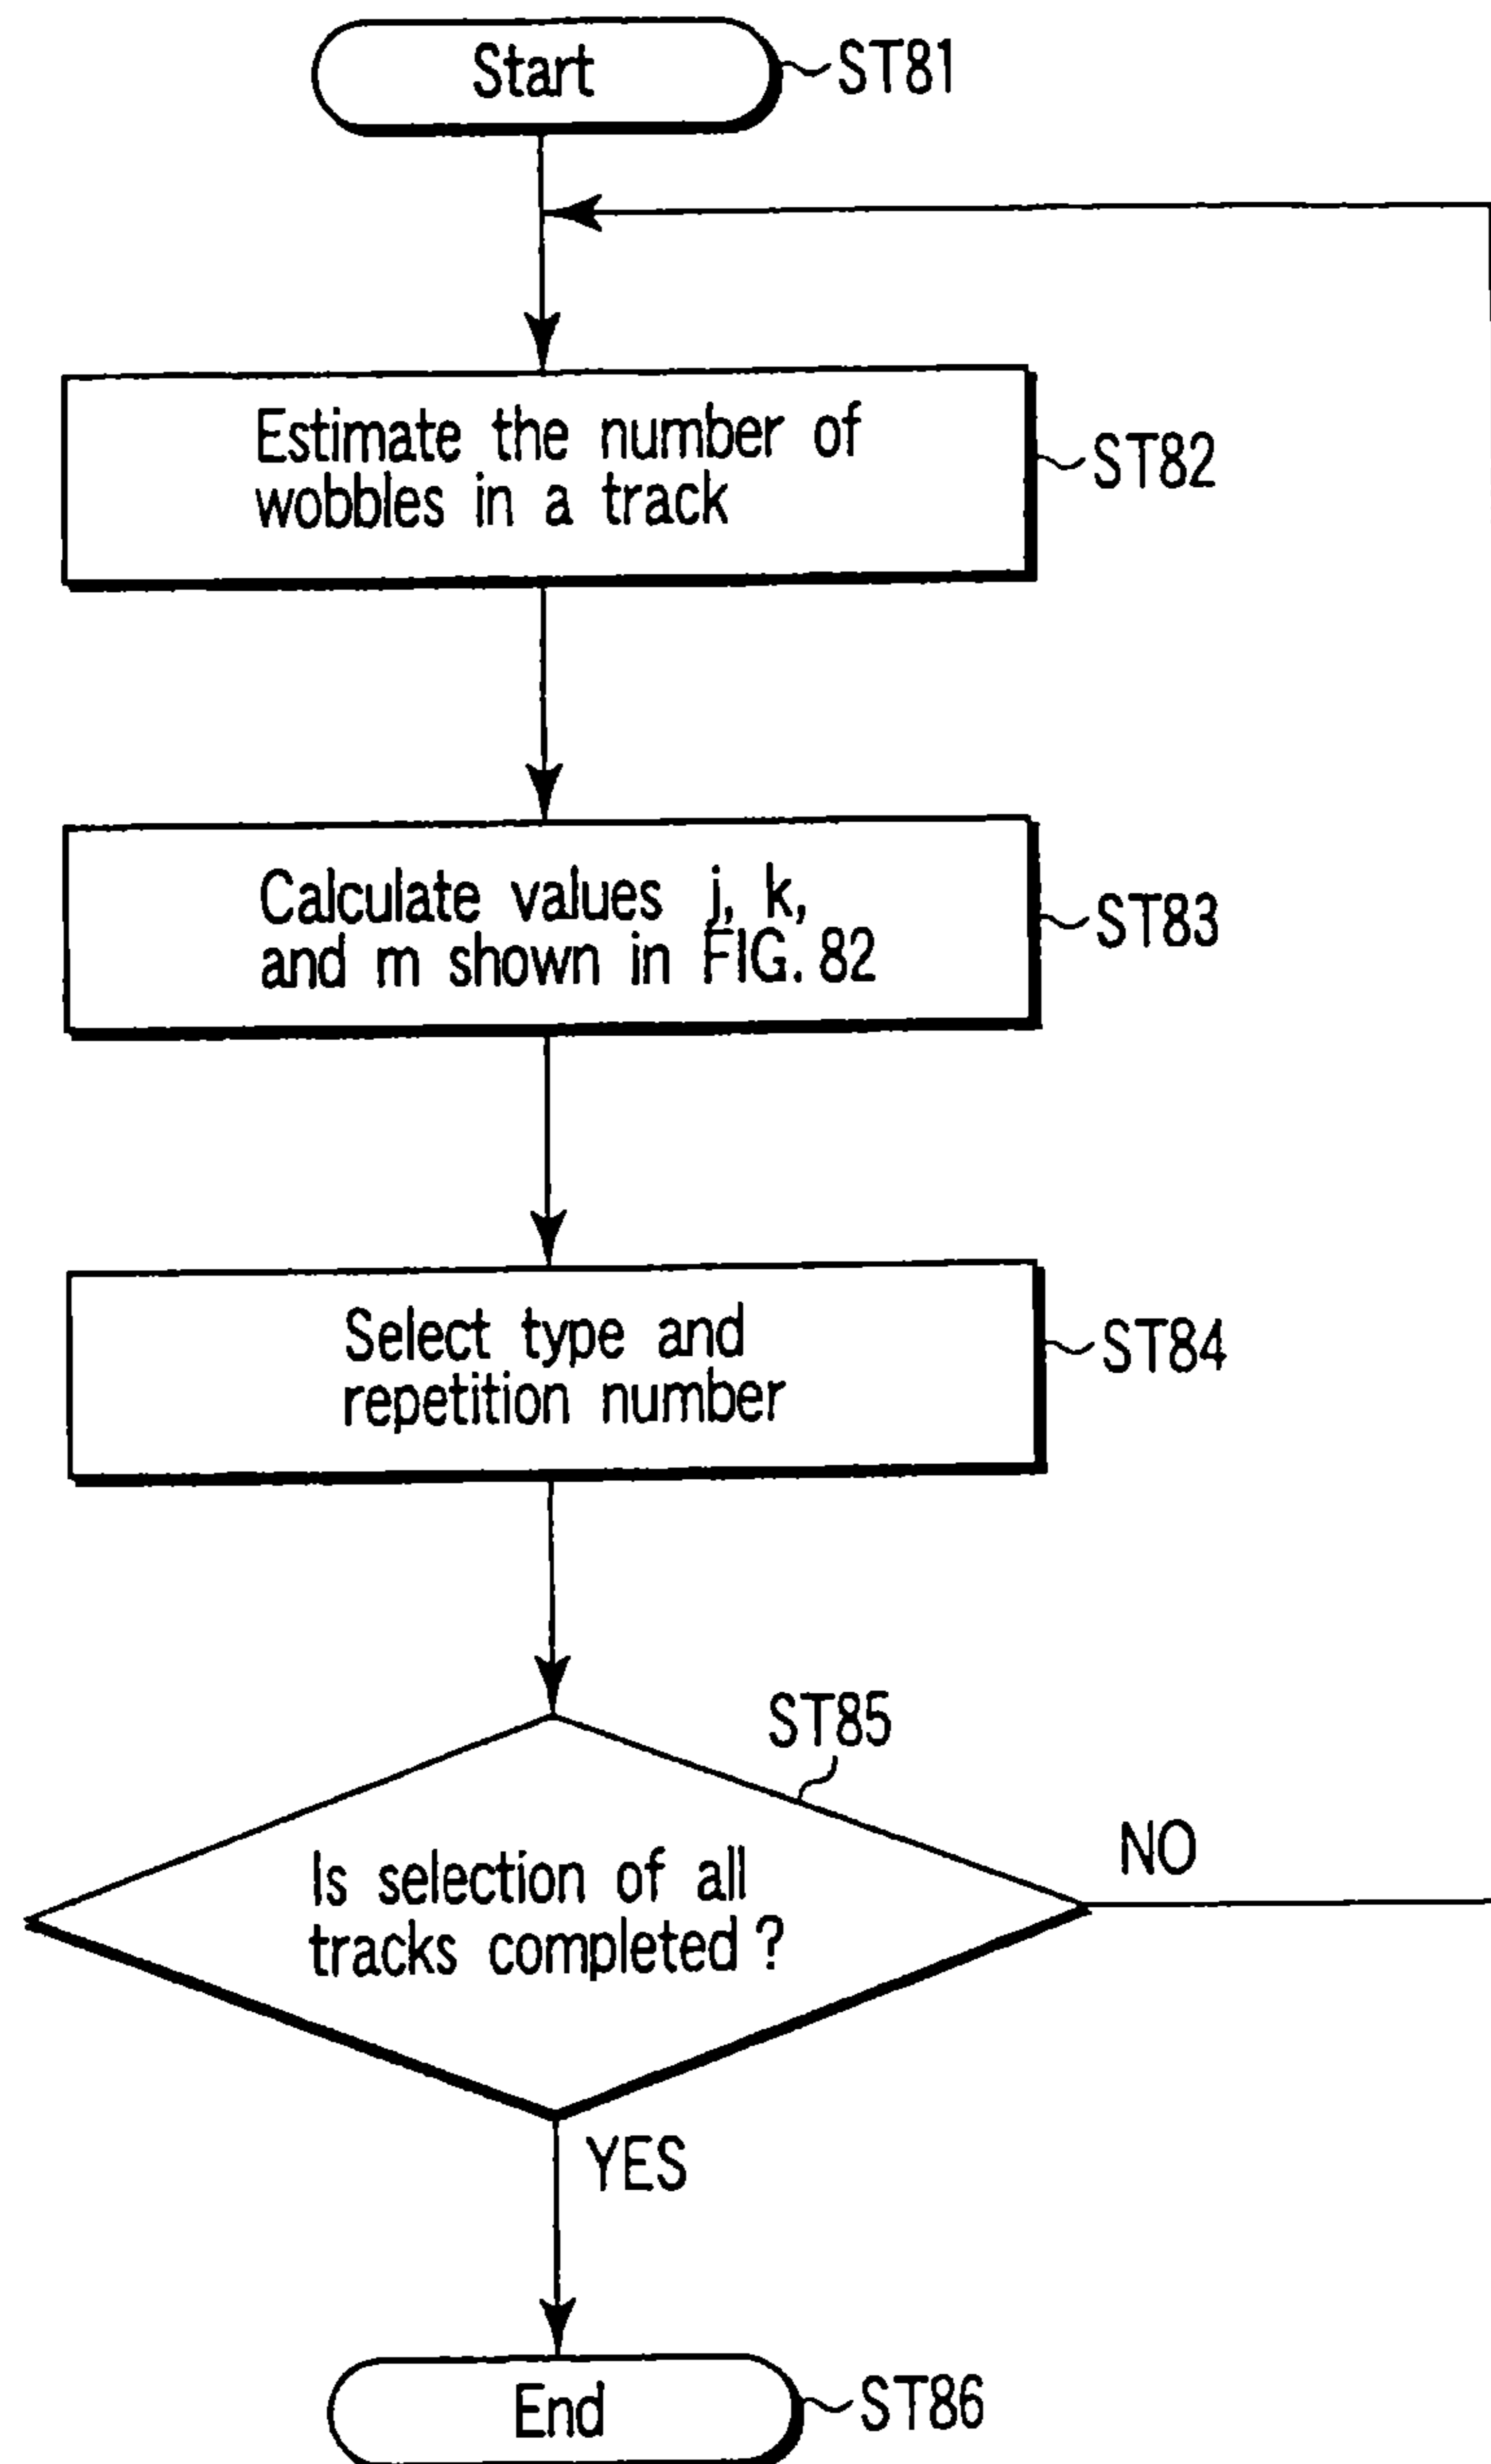 Start
ST81
Estimate the number of
wobbles in a track
ST82
Calculate values j, k,
and m shown in FIG. 82
ST83
Select type and
repetition number
ST84
ST85
Is selection of all
tracks completed?
NO
YES
End
ST86